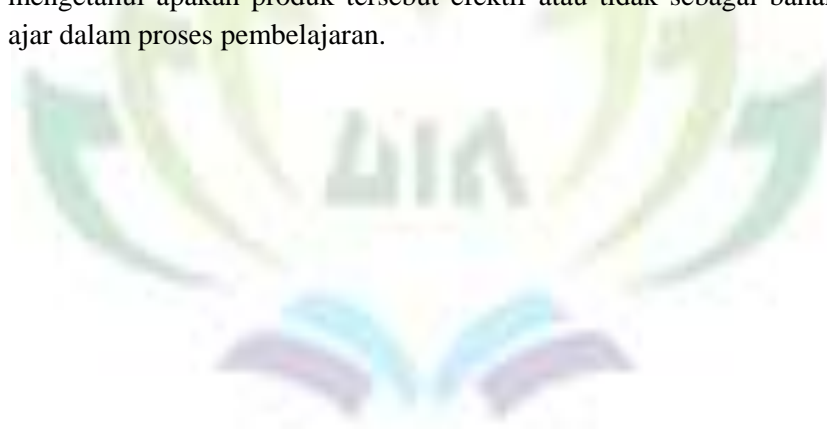 mengetahui apakah produk tersebut efektif atau tidak sebagai bahan
ajar dalam proses pembelajaran.